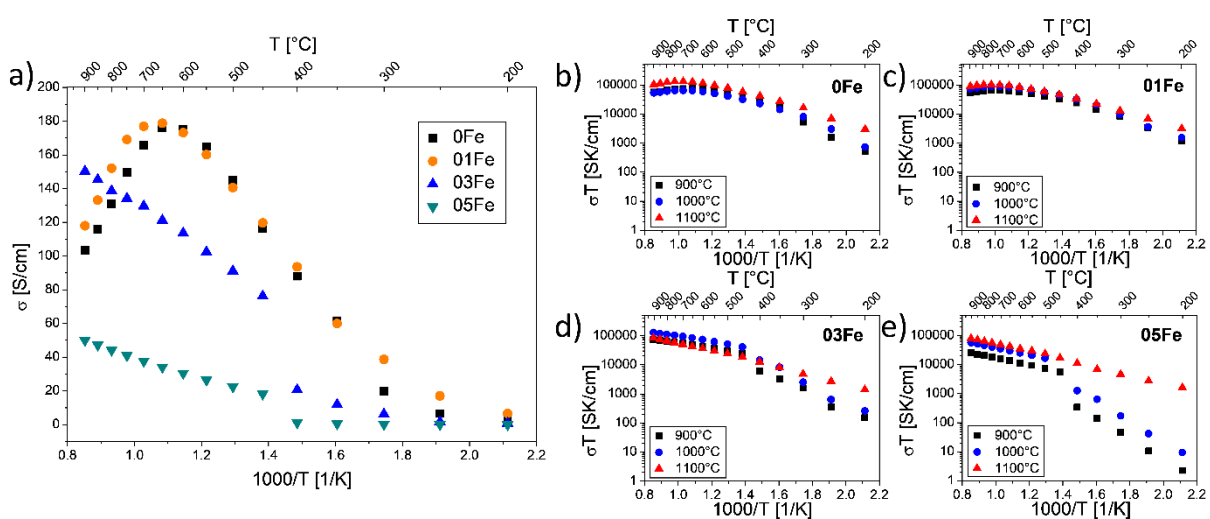 a)
T [°C]
900 800 700 600 500 400 300 200
200
180
160
140
120
100
80
60
40
20
0
σ [S/cm]
0Fe
01Fe
03Fe
05Fe
0.8 1.0 1.2 1.4 1.6 1.8 2.0 2.2
1000/T [1/K]
b)
T [°C]
900 800 700 600 500 400 300 200
0Fe
100000
10000
1000
100
10
1
σT [SK/cm]
900°C
1000°C
1100°C
0.8 1.0 1.2 1.4 1.6 1.8 2.0 2.2
1000/T [1/K]
c)
T [°C]
900 800 700 600 500 400 300 200
01Fe
100000
10000
1000
100
10
1
σT [SK/cm]
900°C
1000°C
1100°C
0.8 1.0 1.2 1.4 1.6 1.8 2.0 2.2
1000/T [1/K]
d)
T [°C]
900 800 700 600 500 400 300 200
03Fe
100000
10000
1000
100
10
1
σT [SK/cm]
900°C
1000°C
1100°C
0.8 1.0 1.2 1.4 1.6 1.8 2.0 2.2
1000/T [1/K]
e)
T [°C]
900 800 700 600 500 400 300 200
05Fe
100000
10000
1000
100
10
1
σT [SK/cm]
900°C
1000°C
1100°C
0.8 1.0 1.2 1.4 1.6 1.8 2.0 2.2
1000/T [1/K]